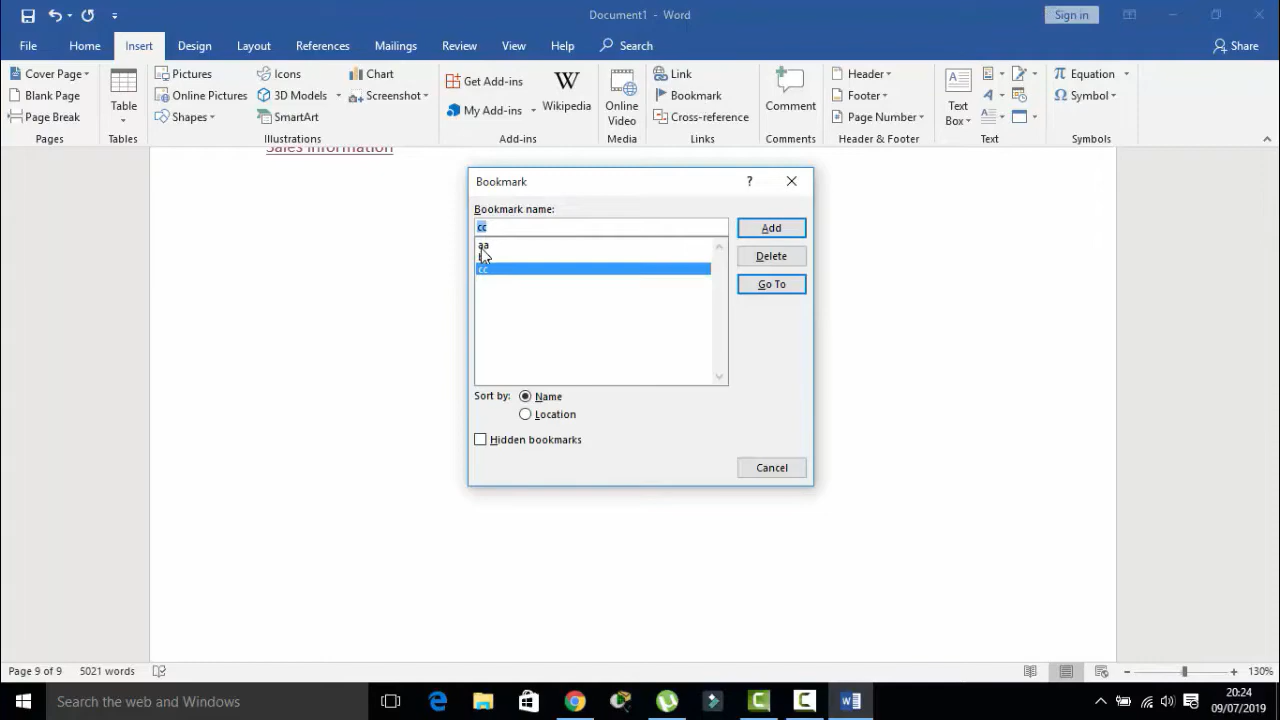 Document1 - Word
Sign in
File Home Insert Design Layout References Mailings Review View Help Search Share
Cover Page
Blank Page
Page Break
Pages
Table
Tables
Pictures
Online Pictures
Shapes
Icons
3D Models
SmartArt
Chart
Screenshot
Illustrations
Get Add-ins
My Add-ins
Wikipedia
Add-ins
Online
Video
Media
Link
Bookmark
Cross-reference
Links
Comment
Comments
Header
Footer
Page Number
Header & Footer
Text
Box
Text
Equation
Symbol
Symbols
Sales Information
Bookmark
Bookmark name:
cc
aa
cc
Add
Delete
Go To
Sort by: Name
Location
Hidden bookmarks
Cancel
Page 9 of 9 5021 words
130%
Search the web and Windows
20:24
09/07/2019